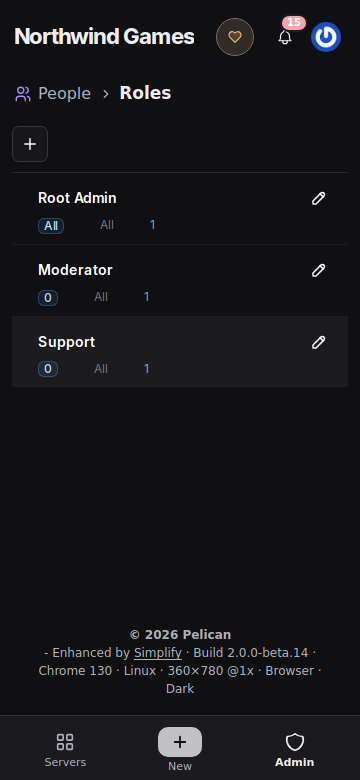 Northwind Games
15
People › Roles
Root Admin
All All 1
Moderator
0 All 1
Support
0 All 1
© 2026 Pelican
- Enhanced by Simplify · Build 2.0.0-beta.14 ·
Chrome 130 · Linux · 360×780 @1x · Browser ·
Dark
Servers
New
Admin